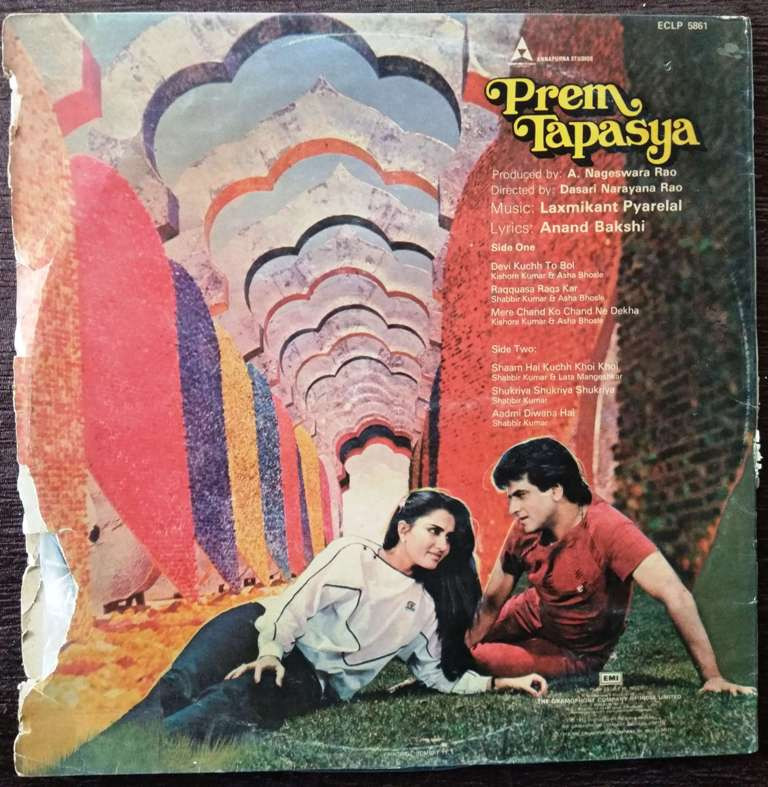 ECLP 5861
ANNAPURNA STUDIOS
Prem
Tapasya
Produced by: A. Nageswara Rao
Directed by: Dasari Narayana Rao
Music: Laxmikant Pyarelal
Lyrics: Anand Bakshi
Side One
Devi Kuchh To Bol
Kishore Kumar & Asha Bhosle
Raqquasa Raqs Kar
Shabbir Kumar & Asha Bhosle
Mere Chand Ko Chand Ne Dekha
Kishore Kumar & Asha Bhosle
Side Two:
Shaam Hai Kuchh Khoi Khoi
Shabbir Kumar & Lata Mangeshkar
Shukriya Shukriya Shukriya
Shabbir Kumar
Aadmi Diwana Hai
Shabbir Kumar
EMI
THE GRAMOPHONE COMPANY OF INDIA LIMITED